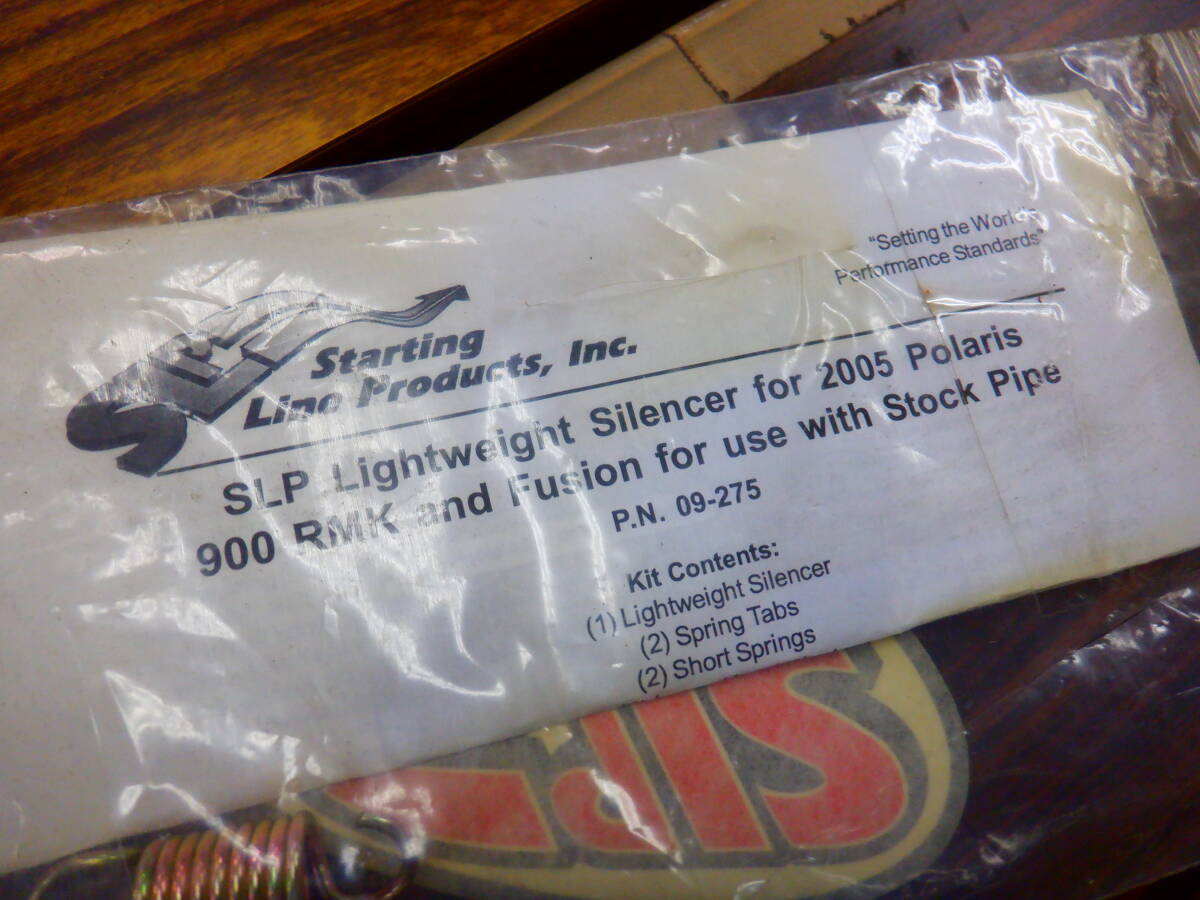 "Setting the World's
Performance Standards"
SLP
Starting
Line Products, Inc.
SLP Lightweight Silencer for 2005 Polaris
900 RMK and Fusion for use with Stock Pipe
P.N. 09-275
Kit Contents:
(1) Lightweight Silencer
(2) Spring Tabs
(2) Short Springs
SLP